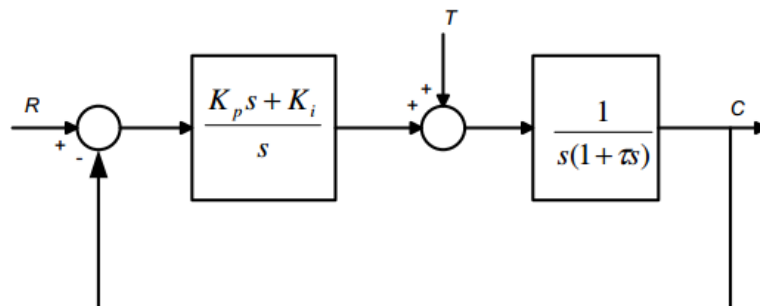 T
R
+
-
K_p s + K_i
s
+
+
1
s(1+τs)
C